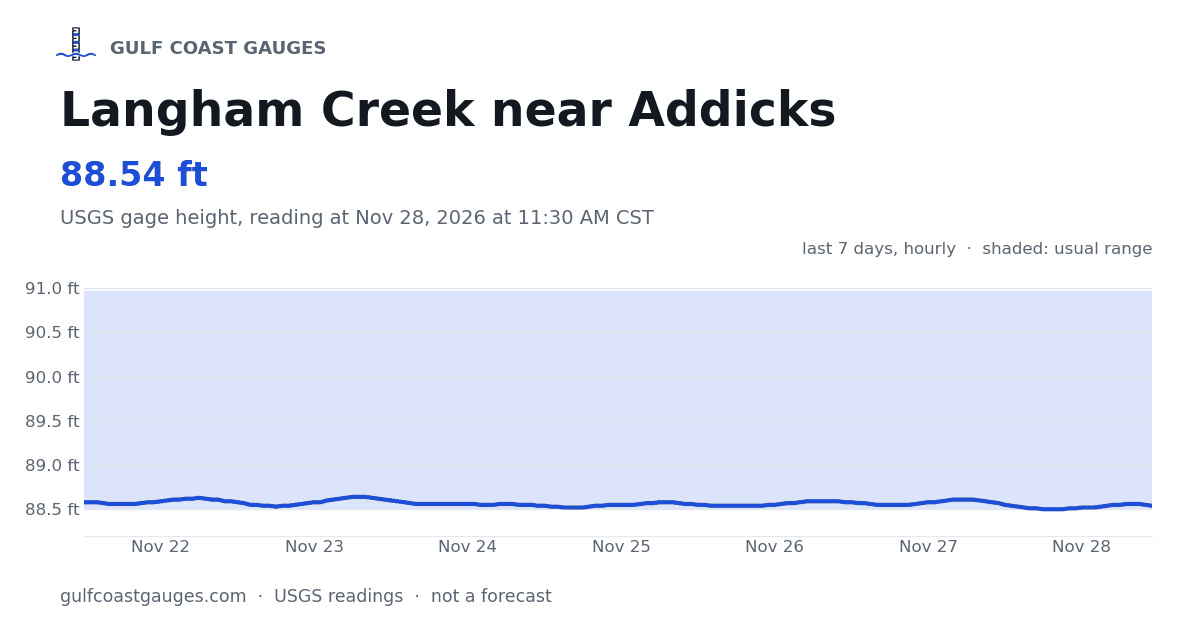 GULF COAST GAUGES
Langham Creek near Addicks
88.54 ft
USGS gage height, reading at Nov 28, 2026 at 11:30 AM CST
last 7 days, hourly · shaded: usual range
91.0 ft
90.5 ft
90.0 ft
89.5 ft
89.0 ft
88.5 ft
Nov 22 Nov 23 Nov 24 Nov 25 Nov 26 Nov 27 Nov 28
gulfcoastgauges.com · USGS readings · not a forecast